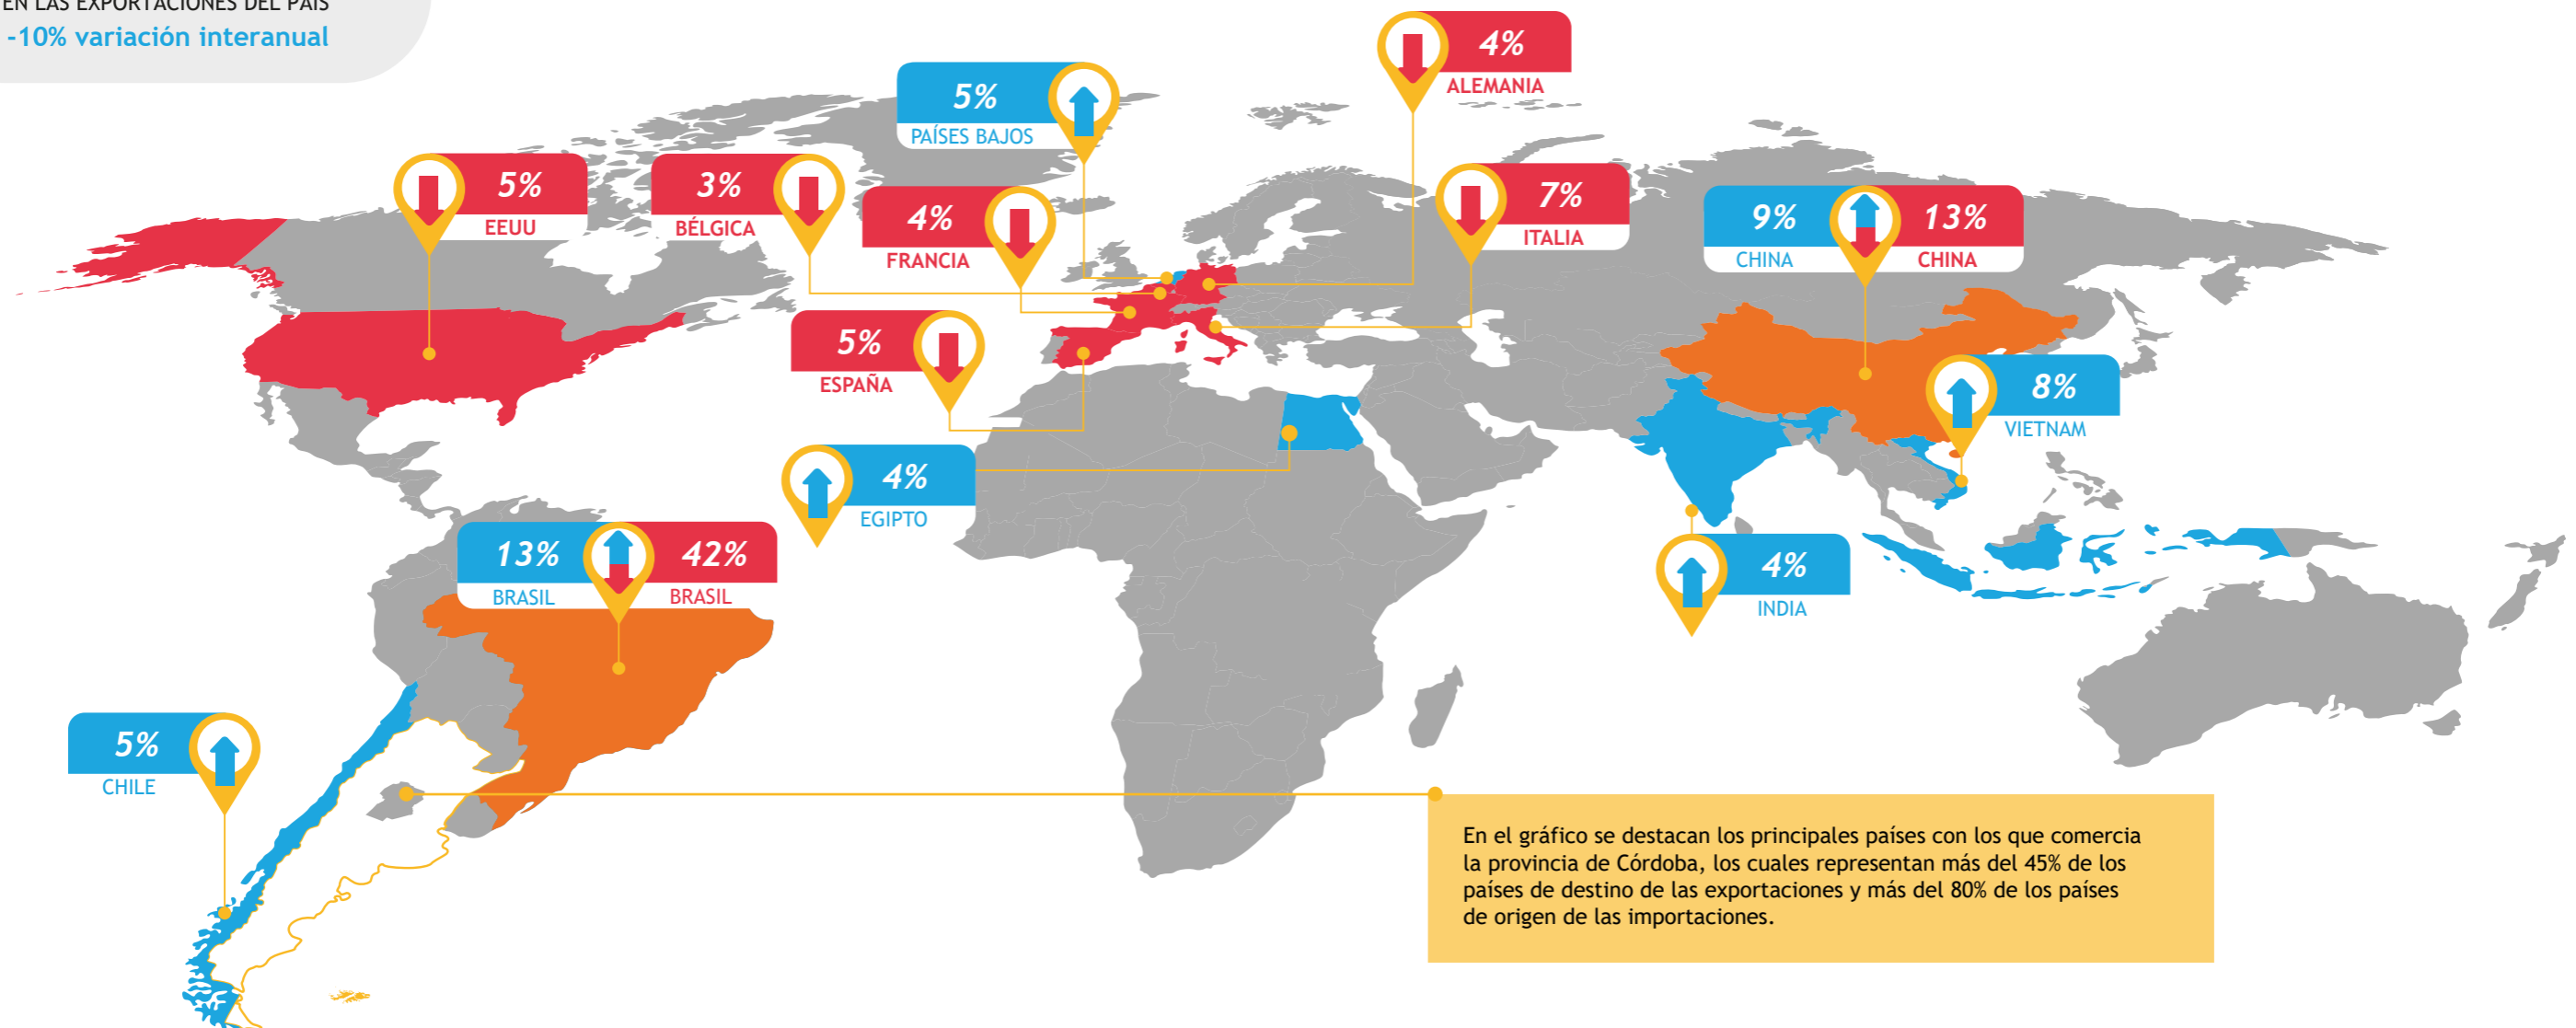 EN LAS EXPORTACIONES DEL PAÍS
-10% variación interanual
4%
ALEMANIA
5%
PAÍSES BAJOS
5%
EEUU
3%
BÉLGICA
4%
FRANCIA
7%
ITALIA
9%
CHINA
13%
CHINA
5%
ESPAÑA
8%
VIETNAM
4%
EGIPTO
13%
BRASIL
42%
BRASIL
4%
INDIA
5%
CHILE
En el gráfico se destacan los principales países con los que comercia
la provincia de Córdoba, los cuales representan más del 45% de los
países de destino de las exportaciones y más del 80% de los países
de origen de las importaciones.